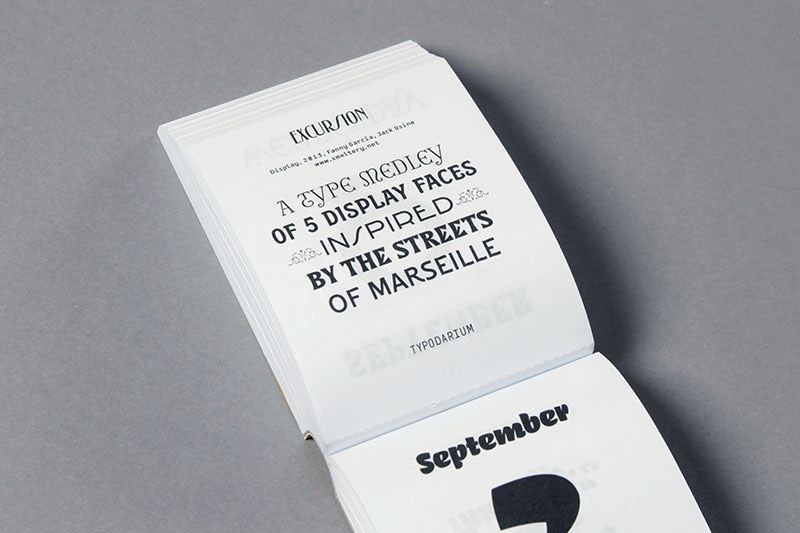 EXCURSION
Display, 2013, Fanny Garcia, Jack Usine
www.smeltery.net
A TYPE MEDLEY
OF 5 DISPLAY FACES
INSPIRED
BY THE STREETS
OF MARSEILLE
TYPODARIUM
September